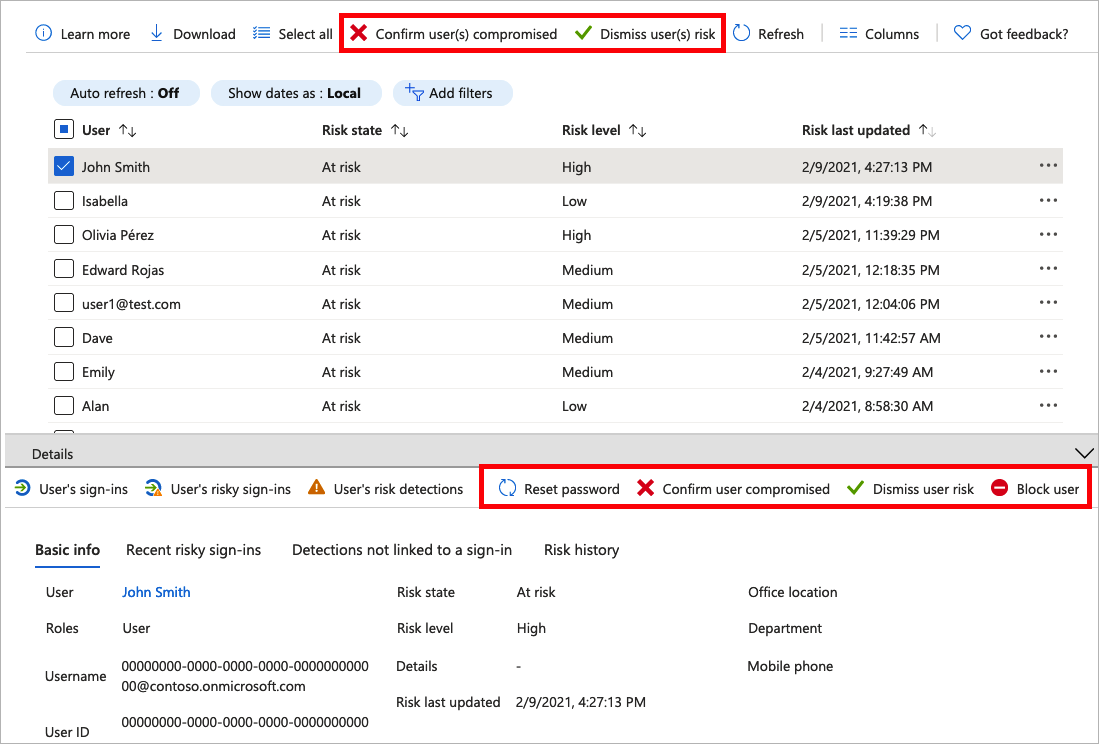 Learn more Download Select all Confirm user(s) compromised Dismiss user(s) risk Refresh Columns Got feedback?
Auto refresh : Off Show dates as : Local Add filters
User Risk state Risk level Risk last updated
John Smith At risk High 2/9/2021, 4:27:13 PM
Isabella At risk Low 2/9/2021, 4:19:38 PM
Olivia Pérez At risk High 2/5/2021, 11:39:29 PM
Edward Rojas At risk Medium 2/5/2021, 12:18:35 PM
user1@test.com At risk Medium 2/5/2021, 12:04:06 PM
Dave At risk Medium 2/5/2021, 11:42:57 AM
Emily At risk Medium 2/4/2021, 9:27:49 AM
Alan At risk Low 2/4/2021, 8:58:30 AM
Details
User's sign-ins User's risky sign-ins User's risk detections Reset password Confirm user compromised Dismiss user risk Block user
Basic info Recent risky sign-ins Detections not linked to a sign-in Risk history
User John Smith Risk state At risk Office location
Roles User Risk level High Department
Username 00000000-0000-0000-0000-0000000000 Details - Mobile phone
00@contoso.onmicrosoft.com
Risk last updated 2/9/2021, 4:27:13 PM
User ID 00000000-0000-0000-0000-0000000000